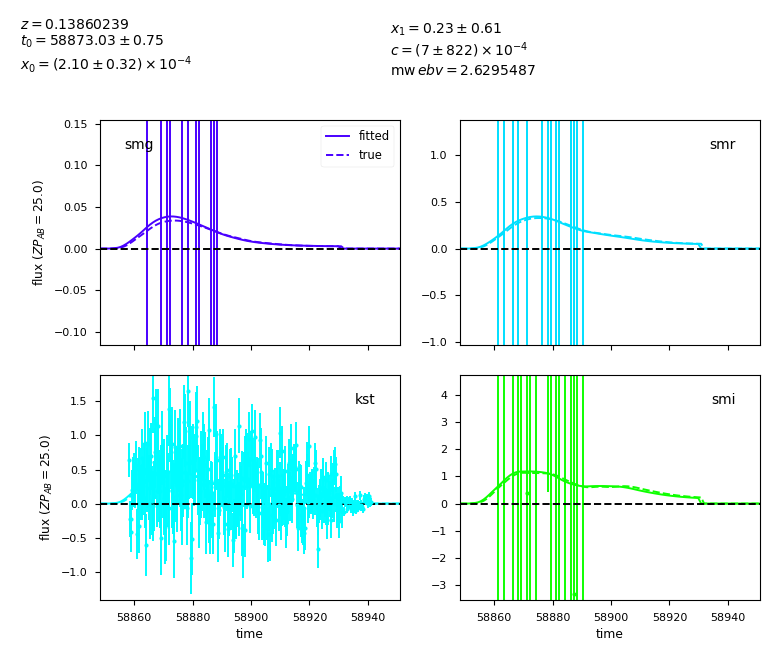 z = 0.13860239
t₀ = 58873.03 ± 0.75
x₀ = (2.10 ± 0.32) × 10⁻⁴
x₁ = 0.23 ± 0.61
c = (7 ± 822) × 10⁻⁴
mw ebv = 2.6295487
smg
fitted
true
0.15
0.10
0.05
0.00
−0.05
−0.10
flux (ZP_AB = 25.0)
smr
1.0
0.5
0.0
−0.5
−1.0
kst
1.5
1.0
0.5
0.0
−0.5
−1.0
flux (ZP_AB = 25.0)
58860 58880 58900 58920 58940
time
smi
4
3
2
1
0
−1
−2
−3
58860 58880 58900 58920 58940
time